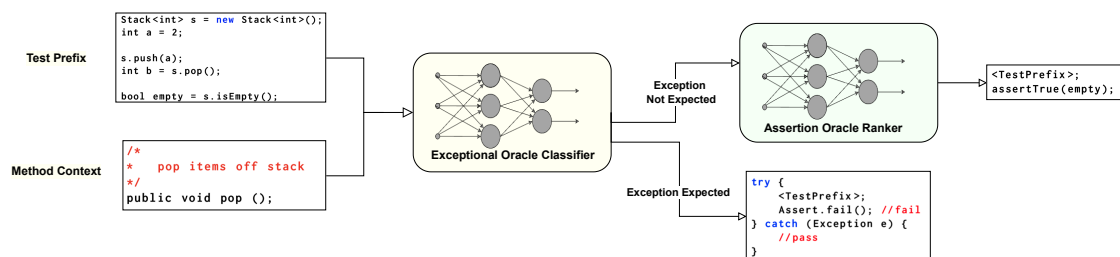 Test Prefix
Stack<int> s = new Stack<int>();
int a = 2;
s.push(a);
int b = s.pop();
bool empty = s.isEmpty();
Method Context
/*
*   pop items off stack
*/
public void pop ();
Exceptional Oracle Classifier
Exception
Not Expected
Exception Expected
Assertion Oracle Ranker
<TestPrefix>;
assertTrue(empty);
try {
<TestPrefix>;
Assert.fail(); //fail
} catch (Exception e) {
//pass
}